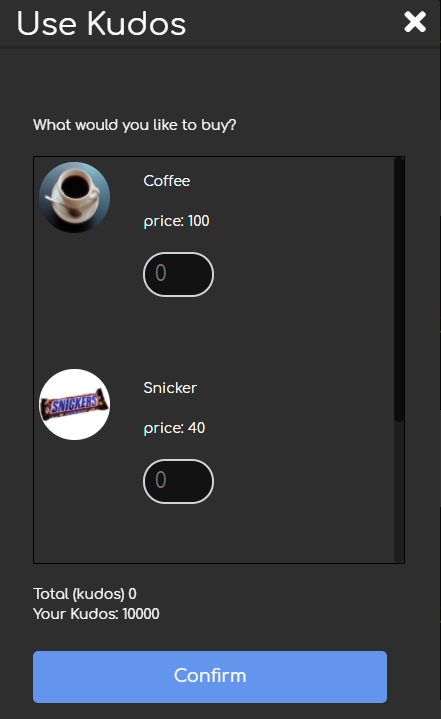 Use Kudos
What would you like to buy?
Coffee
price: 100
0
SNICKERS
Snicker
price: 40
0
Total (kudos) 0
Your Kudos: 10000
Confirm